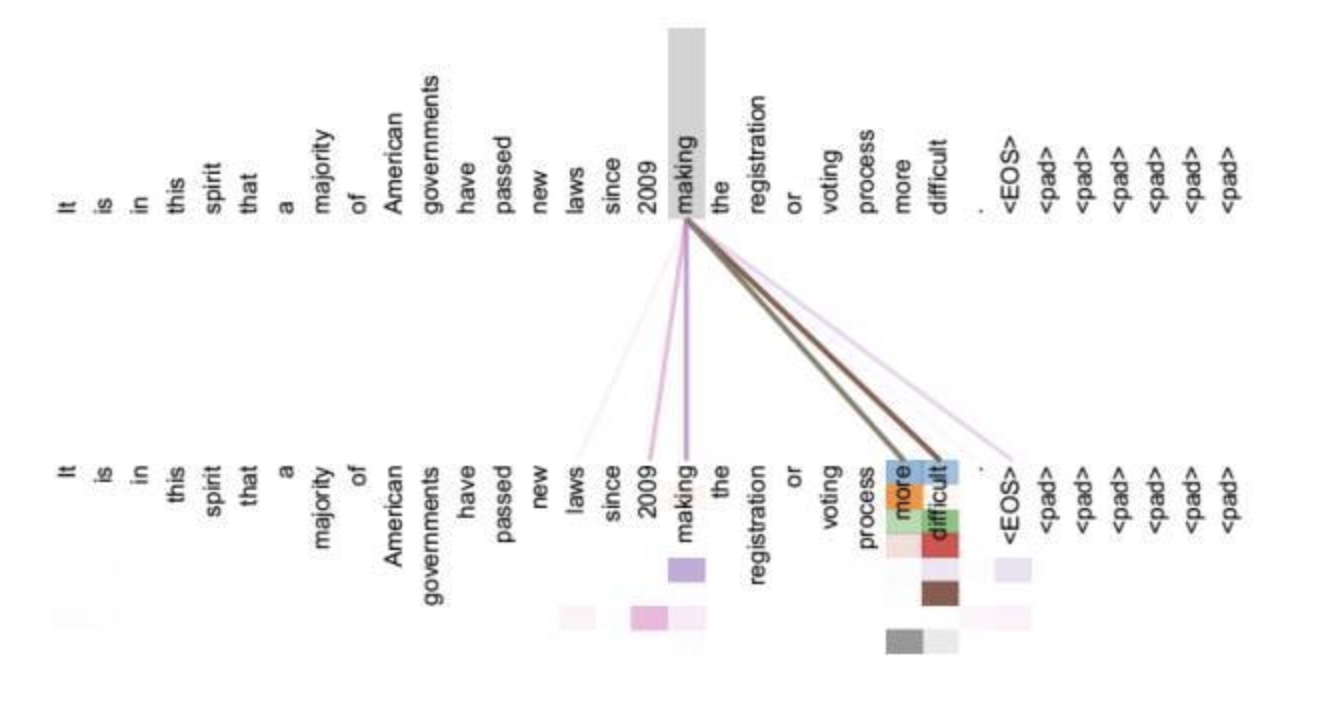 It is in this spirit that a majority of American governments have passed new laws since 2009 making the registration or voting process more difficult . <EOS> <pad> <pad> <pad> <pad> <pad> <pad>
It is in this spirit that a majority of American governments have passed new laws since 2009 making the registration or voting process more difficult . <EOS> <pad> <pad> <pad> <pad> <pad> <pad>